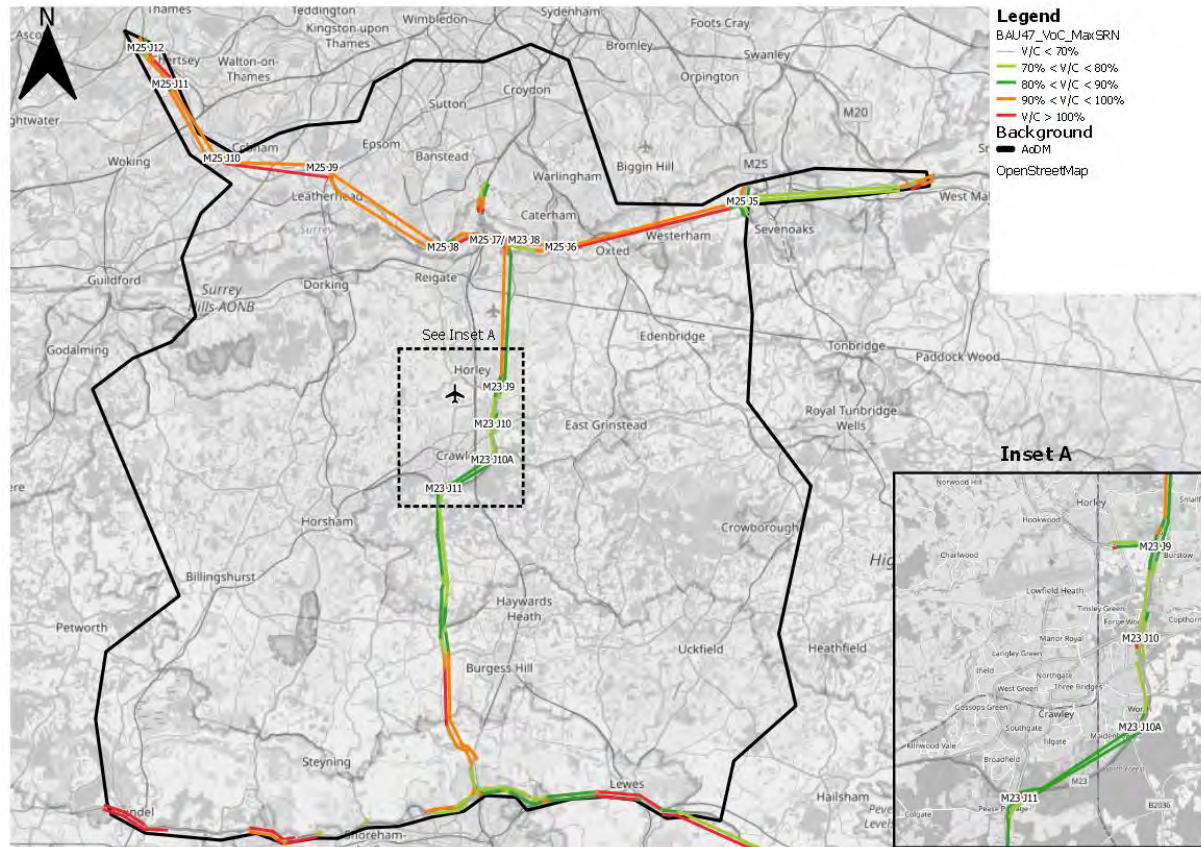 N
Thames
Teddington
Wimbledon
Sydenham
Foots Cray
Kingston upon
Thames
Bromley
Swanley
M25 J12
Walton-on-
Thames
Orpington
M25 J11
Sutton
Croydon
M20
Epsom
Woking
M25 J10
M25 J9
Banstead
Biggin Hill
M25
Warlingham
Leatherhead
M25 J5
Caterham
Sevenoaks
M25 J8
M25 J7/
M23 J8
M25 J6
Oxted
Westerham
Surrey
Reigate
Guildford
Dorking
Surrey
Hills AONB
Edenbridge
Tonbridge
Paddock Wood
See Inset A
Godalming
Horley
M23 J9
Royal Tunbridge
Wells
M23 J10
East Grinstead
M23 J10A
M23 J11
Horsham
Crowborough
Billingshurst
Haywards
Heath
Petworth
Uckfield
Heathfield
Burgess Hill
Steyning
Lewes
Hailsham
Legend
BAU47_VoC_MaxSRN
V/C < 70%
70% < V/C < 80%
80% < V/C < 90%
90% < V/C < 100%
V/C > 100%
Background
AoDM
OpenStreetMap
Inset A
Norwood Hill
Horley
Hookwood
M23 J9
Charlwood
Burstow
Lowfield Heath
Tinsley Green
M23 J10
Manor Royal
Langley Green
Ifield
Northgate
West Green
Three Bridges
Gossops Green
Crawley
Southgate
M23 J10A
Tilgate
Broadfield
M23
M23 J11
Pease Pottage
Colgate
B2036